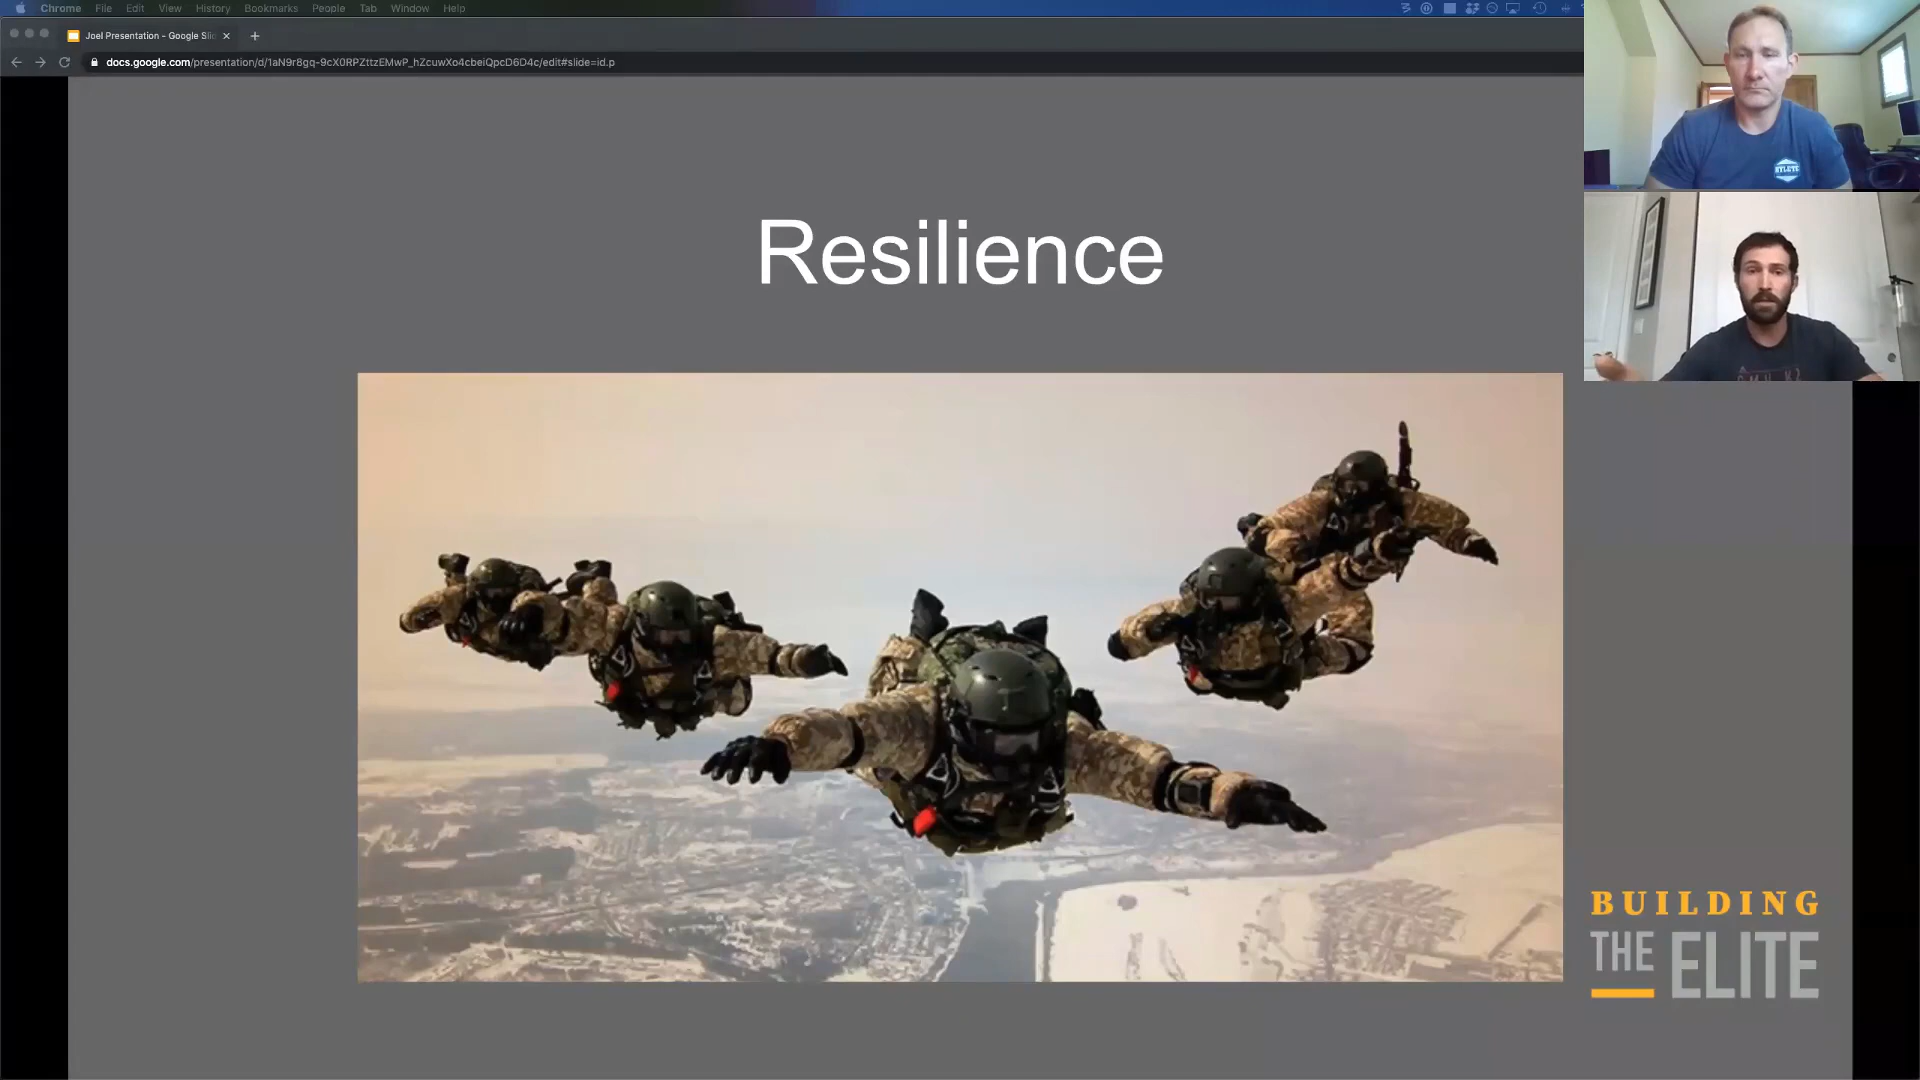 Chrome File Edit View History Bookmarks People Tab Window Help
Joel Presentation - Google Sli
docs.google.com/presentation/d/1aN9r8gq-9cX0RPZttzEMwP_hZcuwXo4cbeiQpcD6D4c/edit#slide=id.p
Resilience
BUILDING
THE ELITE